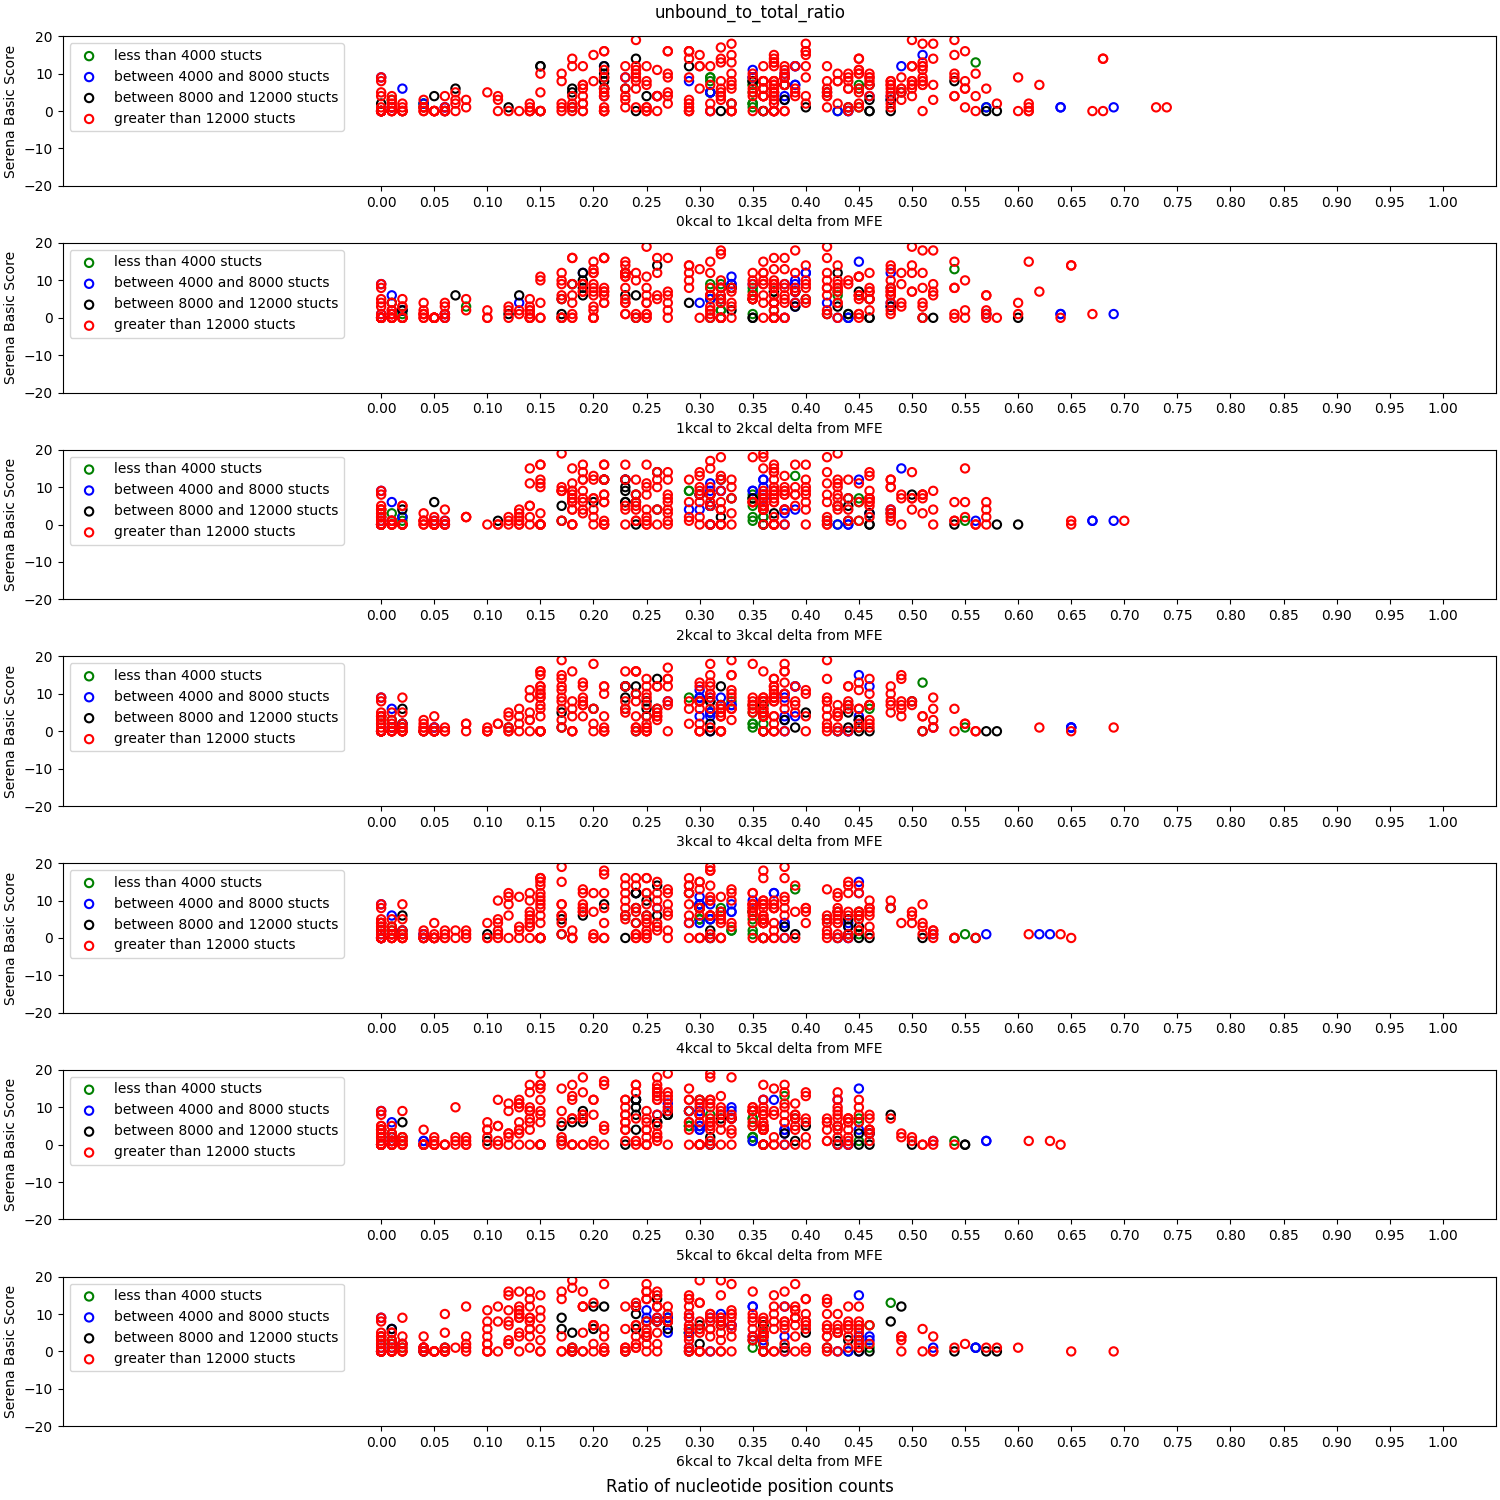 unbound_to_total_ratio
Serena Basic Score
20
10
0
−10
−20
less than 4000 stucts
between 4000 and 8000 stucts
between 8000 and 12000 stucts
greater than 12000 stucts
0.00 0.05 0.10 0.15 0.20 0.25 0.30 0.35 0.40 0.45 0.50 0.55 0.60 0.65 0.70 0.75 0.80 0.85 0.90 0.95 1.00
0kcal to 1kcal delta from MFE
Serena Basic Score
20
10
0
−10
−20
less than 4000 stucts
between 4000 and 8000 stucts
between 8000 and 12000 stucts
greater than 12000 stucts
0.00 0.05 0.10 0.15 0.20 0.25 0.30 0.35 0.40 0.45 0.50 0.55 0.60 0.65 0.70 0.75 0.80 0.85 0.90 0.95 1.00
1kcal to 2kcal delta from MFE
Serena Basic Score
20
10
0
−10
−20
less than 4000 stucts
between 4000 and 8000 stucts
between 8000 and 12000 stucts
greater than 12000 stucts
0.00 0.05 0.10 0.15 0.20 0.25 0.30 0.35 0.40 0.45 0.50 0.55 0.60 0.65 0.70 0.75 0.80 0.85 0.90 0.95 1.00
2kcal to 3kcal delta from MFE
Serena Basic Score
20
10
0
−10
−20
less than 4000 stucts
between 4000 and 8000 stucts
between 8000 and 12000 stucts
greater than 12000 stucts
0.00 0.05 0.10 0.15 0.20 0.25 0.30 0.35 0.40 0.45 0.50 0.55 0.60 0.65 0.70 0.75 0.80 0.85 0.90 0.95 1.00
3kcal to 4kcal delta from MFE
Serena Basic Score
20
10
0
−10
−20
less than 4000 stucts
between 4000 and 8000 stucts
between 8000 and 12000 stucts
greater than 12000 stucts
0.00 0.05 0.10 0.15 0.20 0.25 0.30 0.35 0.40 0.45 0.50 0.55 0.60 0.65 0.70 0.75 0.80 0.85 0.90 0.95 1.00
4kcal to 5kcal delta from MFE
Serena Basic Score
20
10
0
−10
−20
less than 4000 stucts
between 4000 and 8000 stucts
between 8000 and 12000 stucts
greater than 12000 stucts
0.00 0.05 0.10 0.15 0.20 0.25 0.30 0.35 0.40 0.45 0.50 0.55 0.60 0.65 0.70 0.75 0.80 0.85 0.90 0.95 1.00
5kcal to 6kcal delta from MFE
Serena Basic Score
20
10
0
−10
−20
less than 4000 stucts
between 4000 and 8000 stucts
between 8000 and 12000 stucts
greater than 12000 stucts
0.00 0.05 0.10 0.15 0.20 0.25 0.30 0.35 0.40 0.45 0.50 0.55 0.60 0.65 0.70 0.75 0.80 0.85 0.90 0.95 1.00
6kcal to 7kcal delta from MFE
Ratio of nucleotide position counts